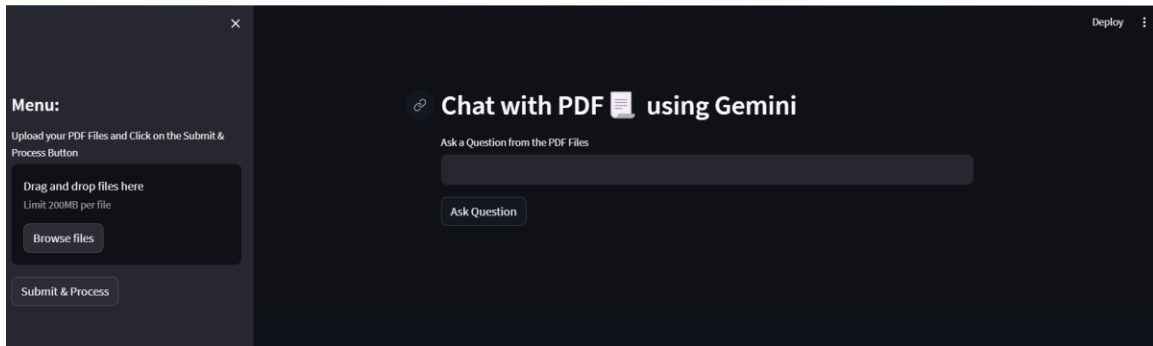 Deploy
Menu:
Upload your PDF Files and Click on the Submit &
Process Button
Drag and drop files here
Limit 200MB per file
Browse files
Submit & Process
Chat with PDF📃 using Gemini
Ask a Question from the PDF Files
Ask Question